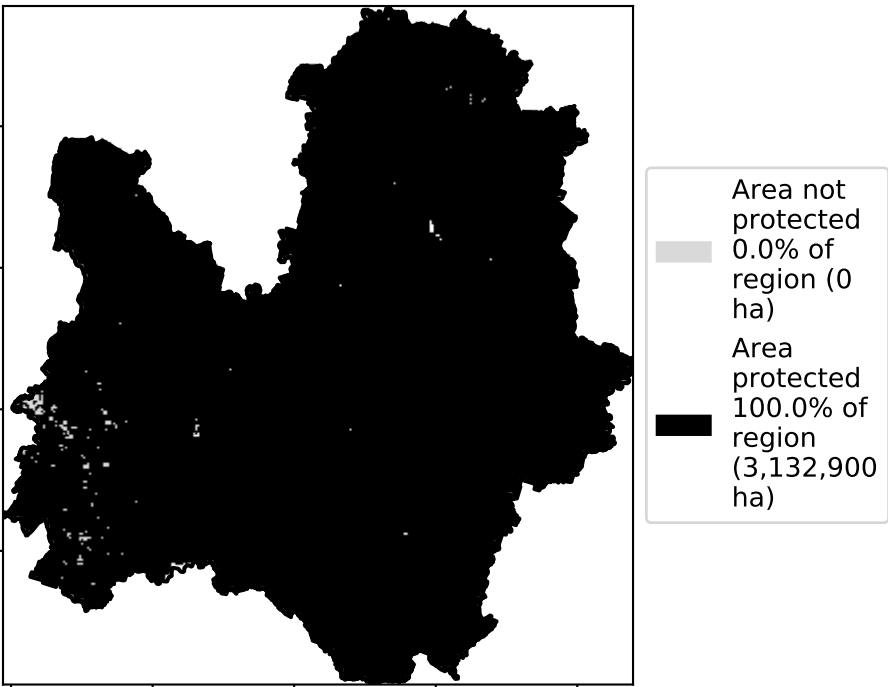 Area not
protected
0.0% of
region (0
ha)
Area
protected
100.0% of
region
(3,132,900
ha)